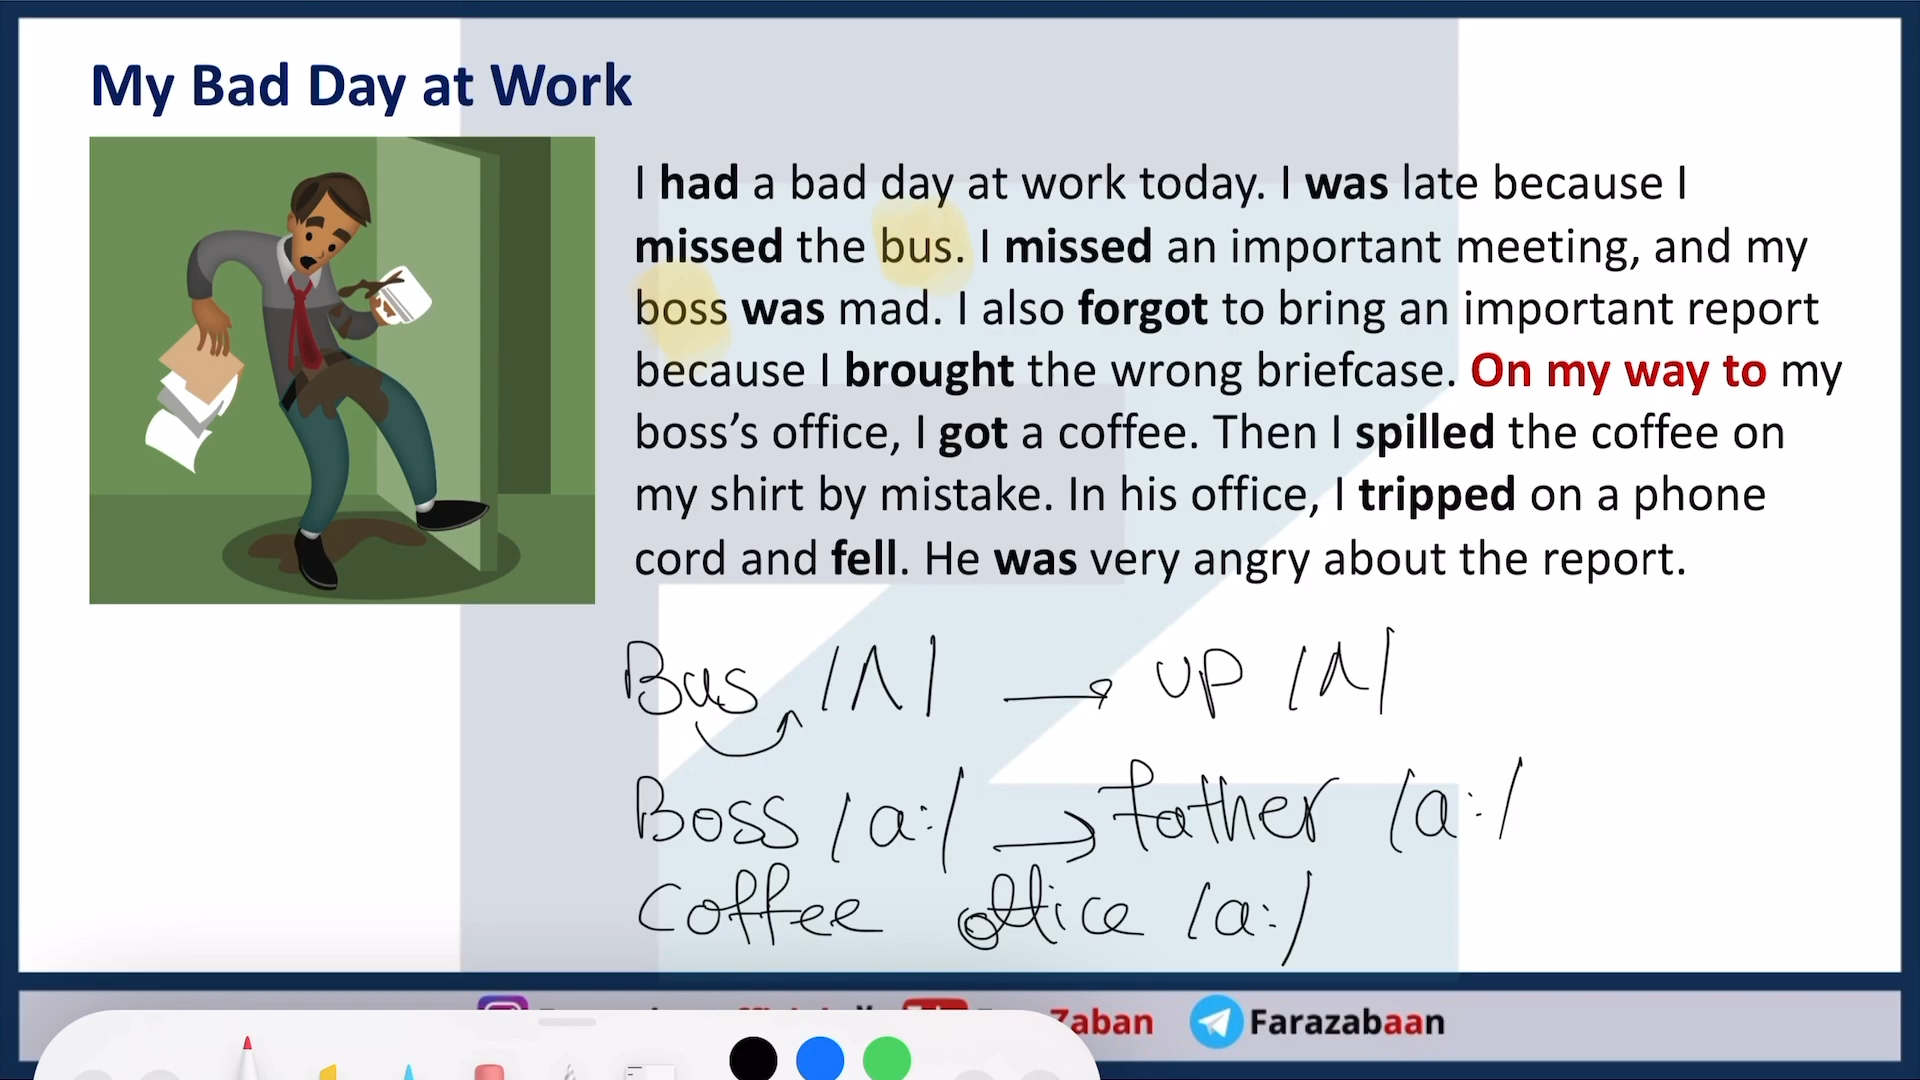 My Bad Day at Work
I had a bad day at work today. I was late because I
missed the bus. I missed an important meeting, and my
boss was mad. I also forgot to bring an important report
because I brought the wrong briefcase. On my way to my
boss’s office, I got a coffee. Then I spilled the coffee on
my shirt by mistake. In his office, I tripped on a phone
cord and fell. He was very angry about the report.
Bus /ʌ/ → up /ʌ/
Boss /a:/ → Father /a:/
Coffee office /a:/
Zaban Farazabaan